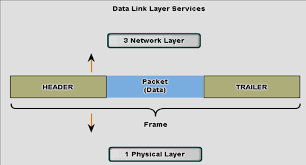 Data Link Layer Services
3 Network Layer
HEADER
Packet
(Data)
TRAILER
Frame
1 Physical Layer